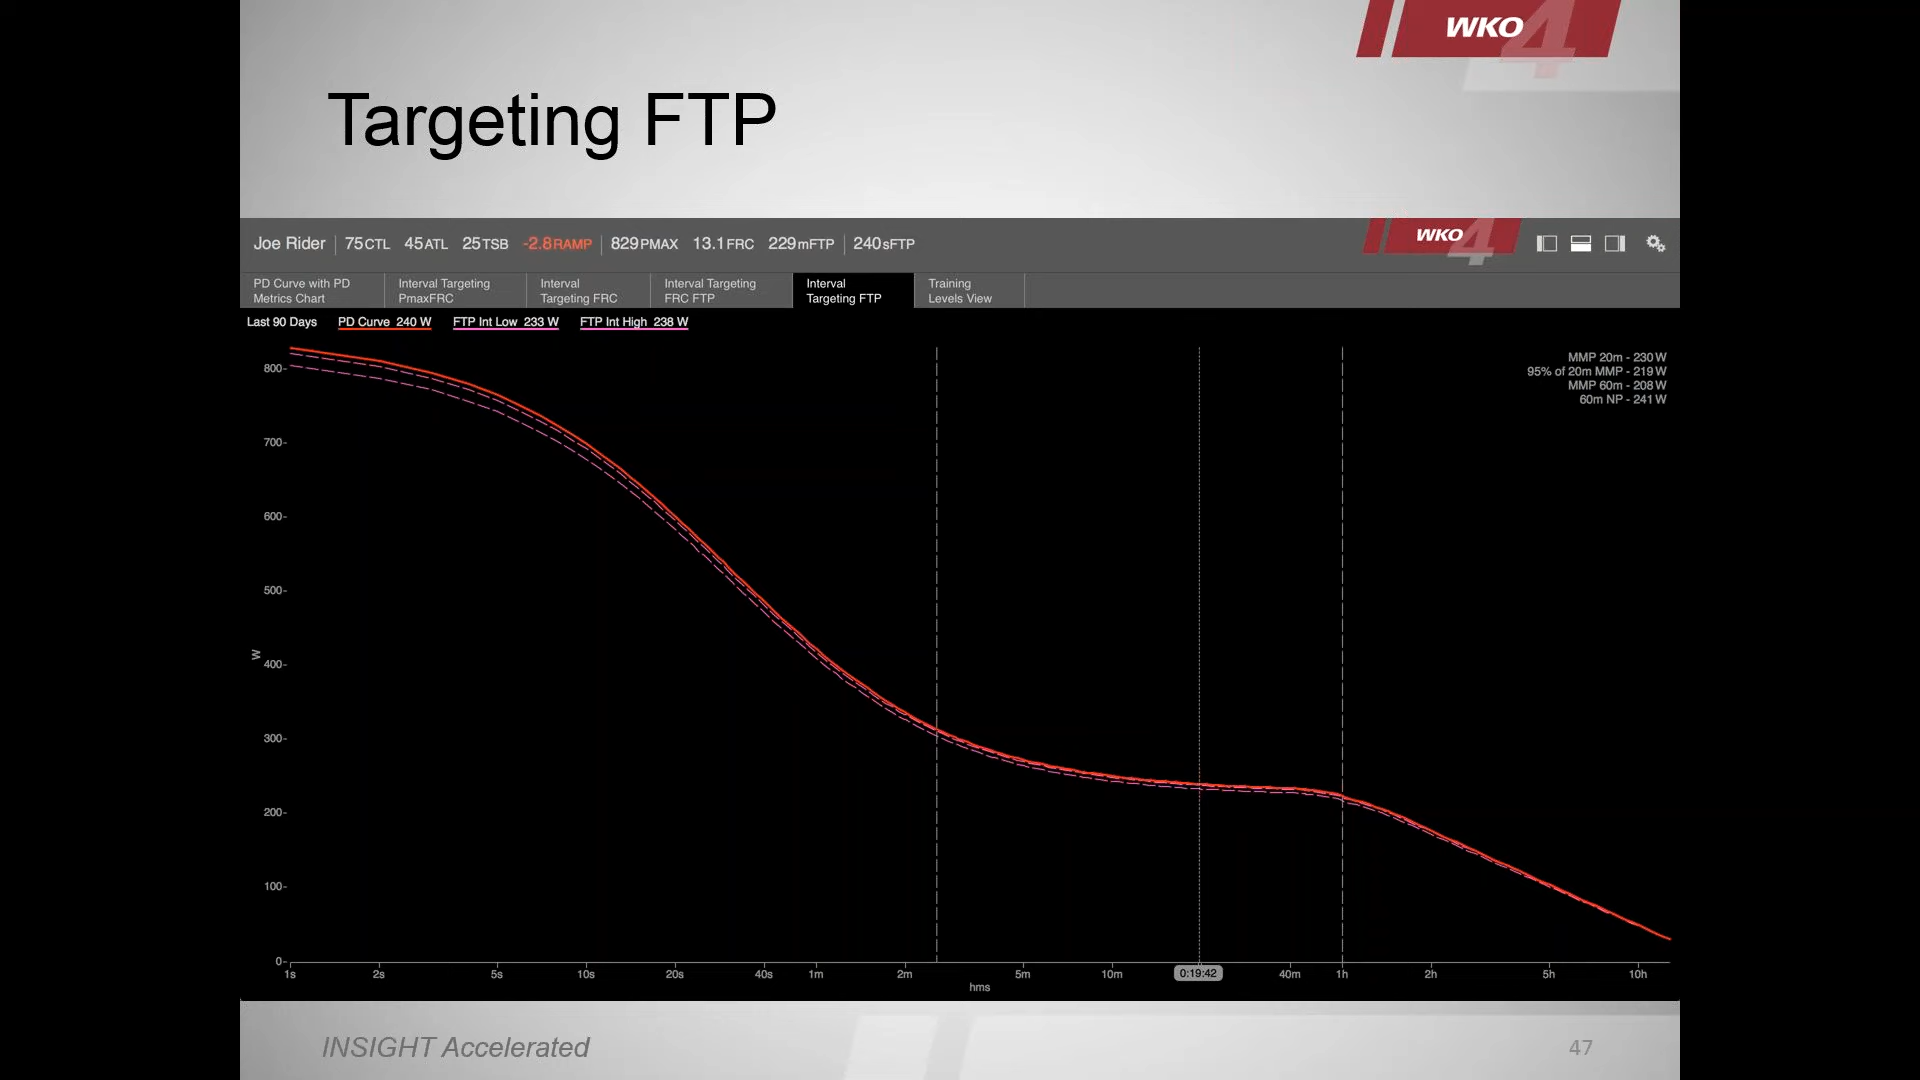 WKO4
Targeting FTP
Joe Rider 75CTL 45ATL 25TSB -2.8RAMP 829PMAX 13.1FRC 229mFTP 240sFTP
WKO4
PD Curve with PD
Metrics Chart
Interval Targeting
PmaxFRC
Interval
Targeting FRC
Interval Targeting
FRC FTP
Interval
Targeting FTP
Training
Levels View
Last 90 Days PD Curve 240 W FTP Int Low 233 W FTP Int High 238 W
MMP 20m - 230 W
95% of 20m MMP - 219 W
MMP 60m - 208 W
60m NP - 241 W
800-
700-
600-
500-
W
400-
300-
200-
100-
0-
1s 2s 5s 10s 20s 40s 1m 2m 5m 10m 0:19:42 40m 1h 2h 5h 10h
hms
INSIGHT Accelerated
47